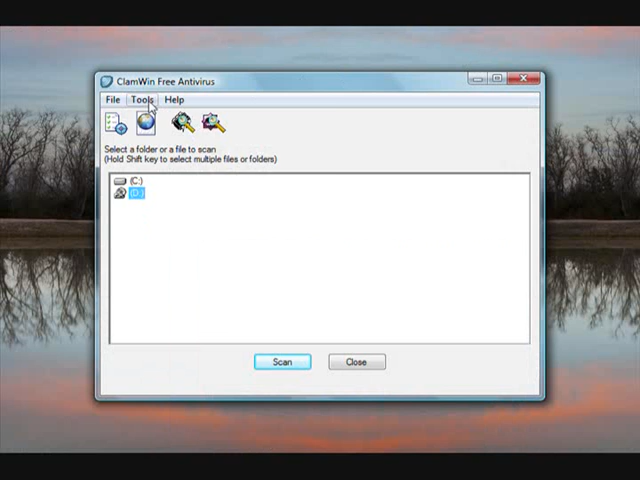 ClamWin Free Antivirus
File Tools Help
Select a folder or a file to scan
(Hold Shift key to select multiple files or folders)
(C:)
(D:)
Scan Close